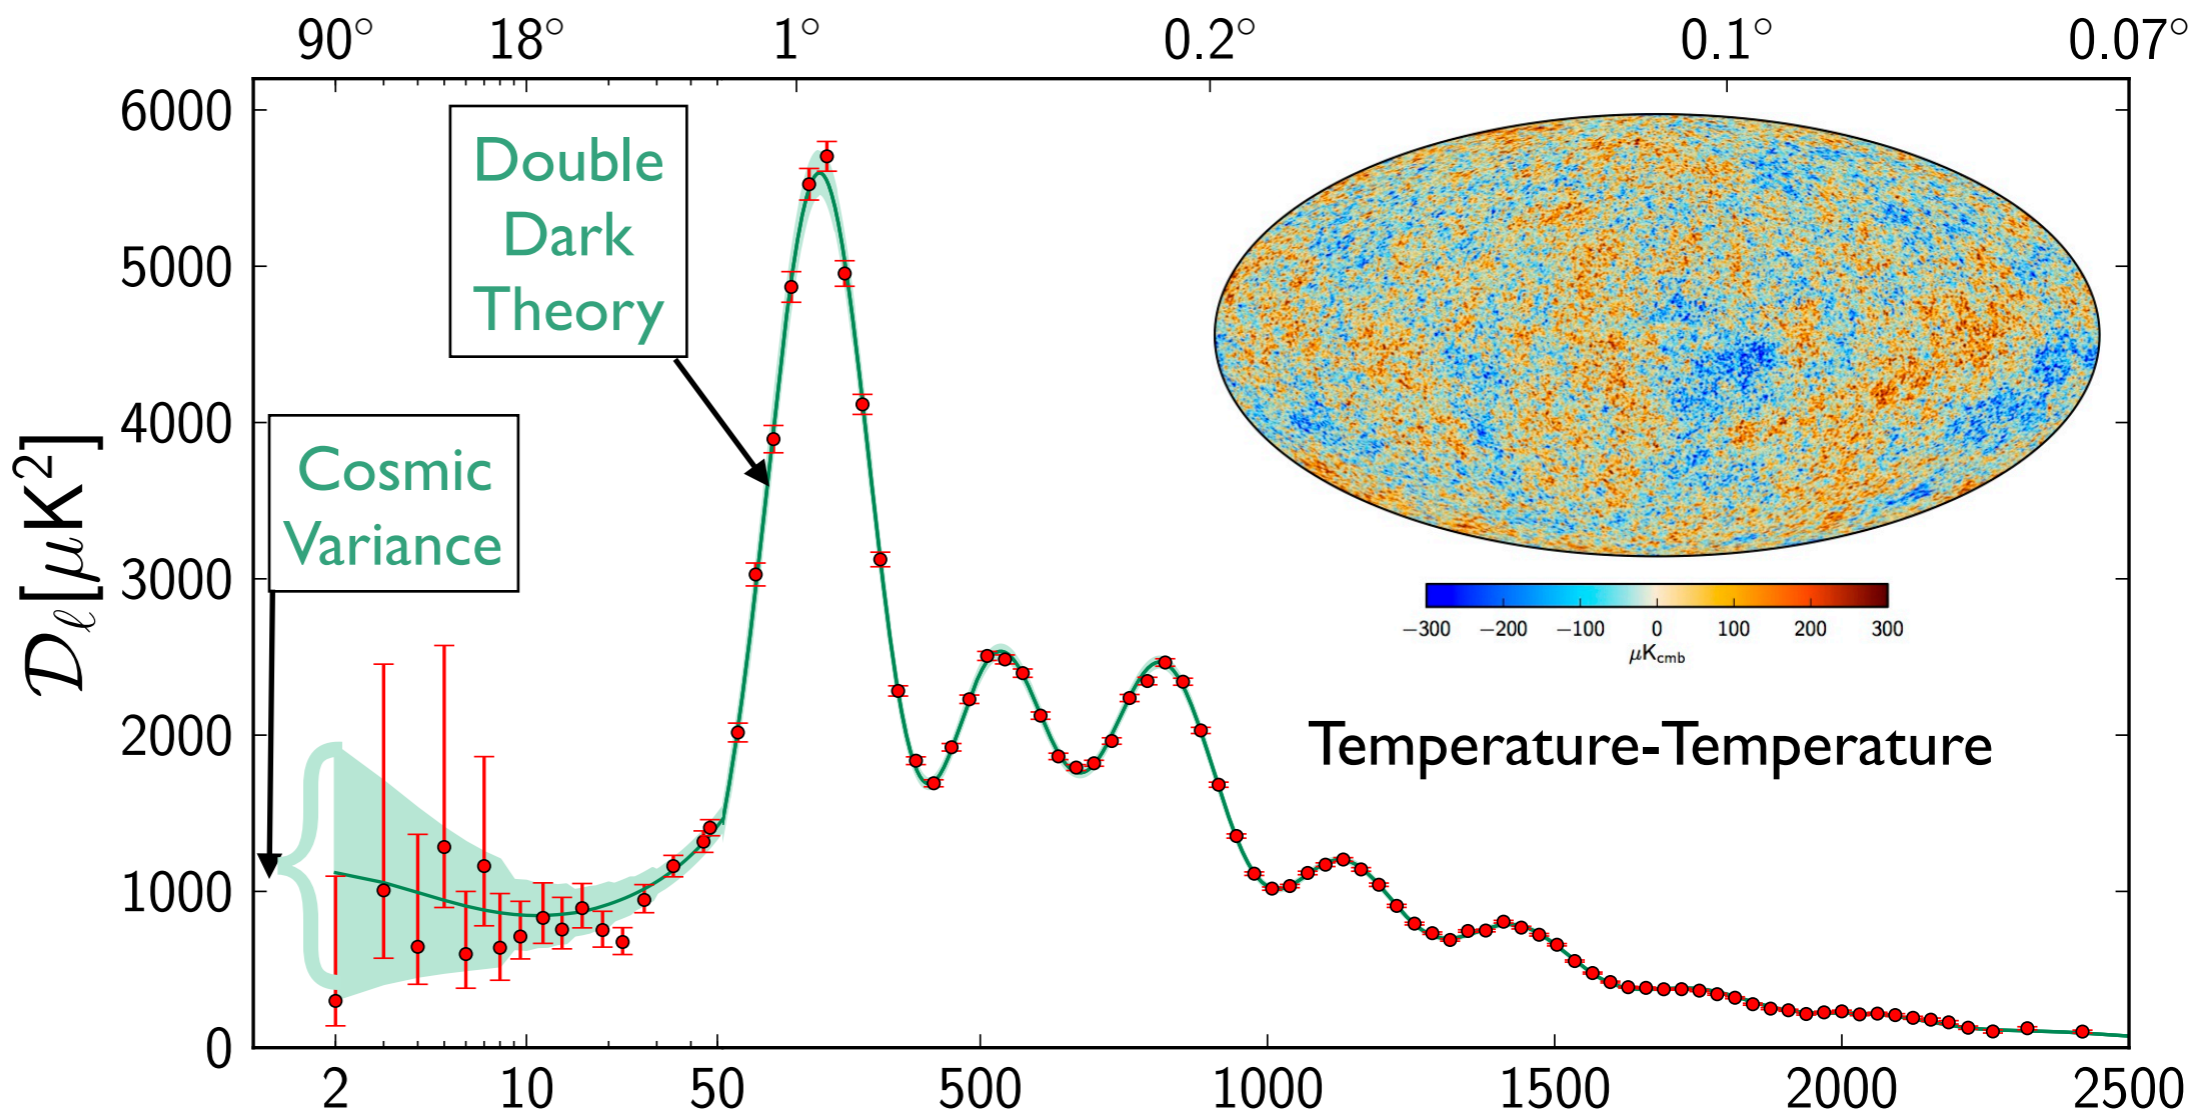 90° 18° 1° 0.2° 0.1° 0.07°
6000
5000
4000
3000
2000
1000
0
𝒟ℓ[μK²]
Double
Dark
Theory
Cosmic
Variance
−300 −200 −100 0 100 200 300
μK_cmb
Temperature-Temperature
2 10 50 500 1000 1500 2000 2500